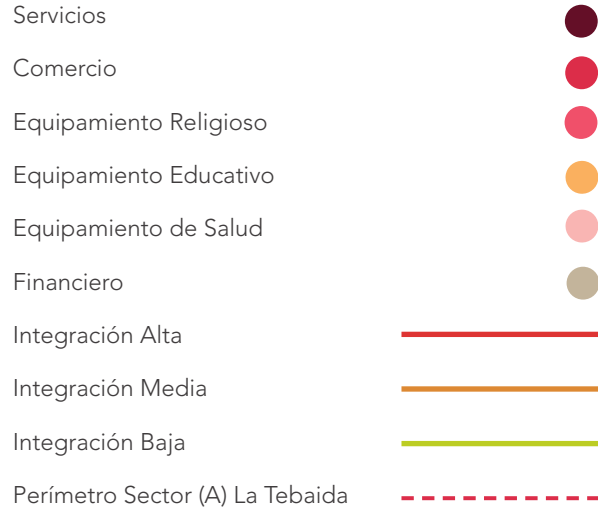 Servicios
Comercio
Equipamiento Religioso
Equipamiento Educativo
Equipamiento de Salud
Financiero
Integración Alta
Integración Media
Integración Baja
Perímetro Sector (A) La Tebaida